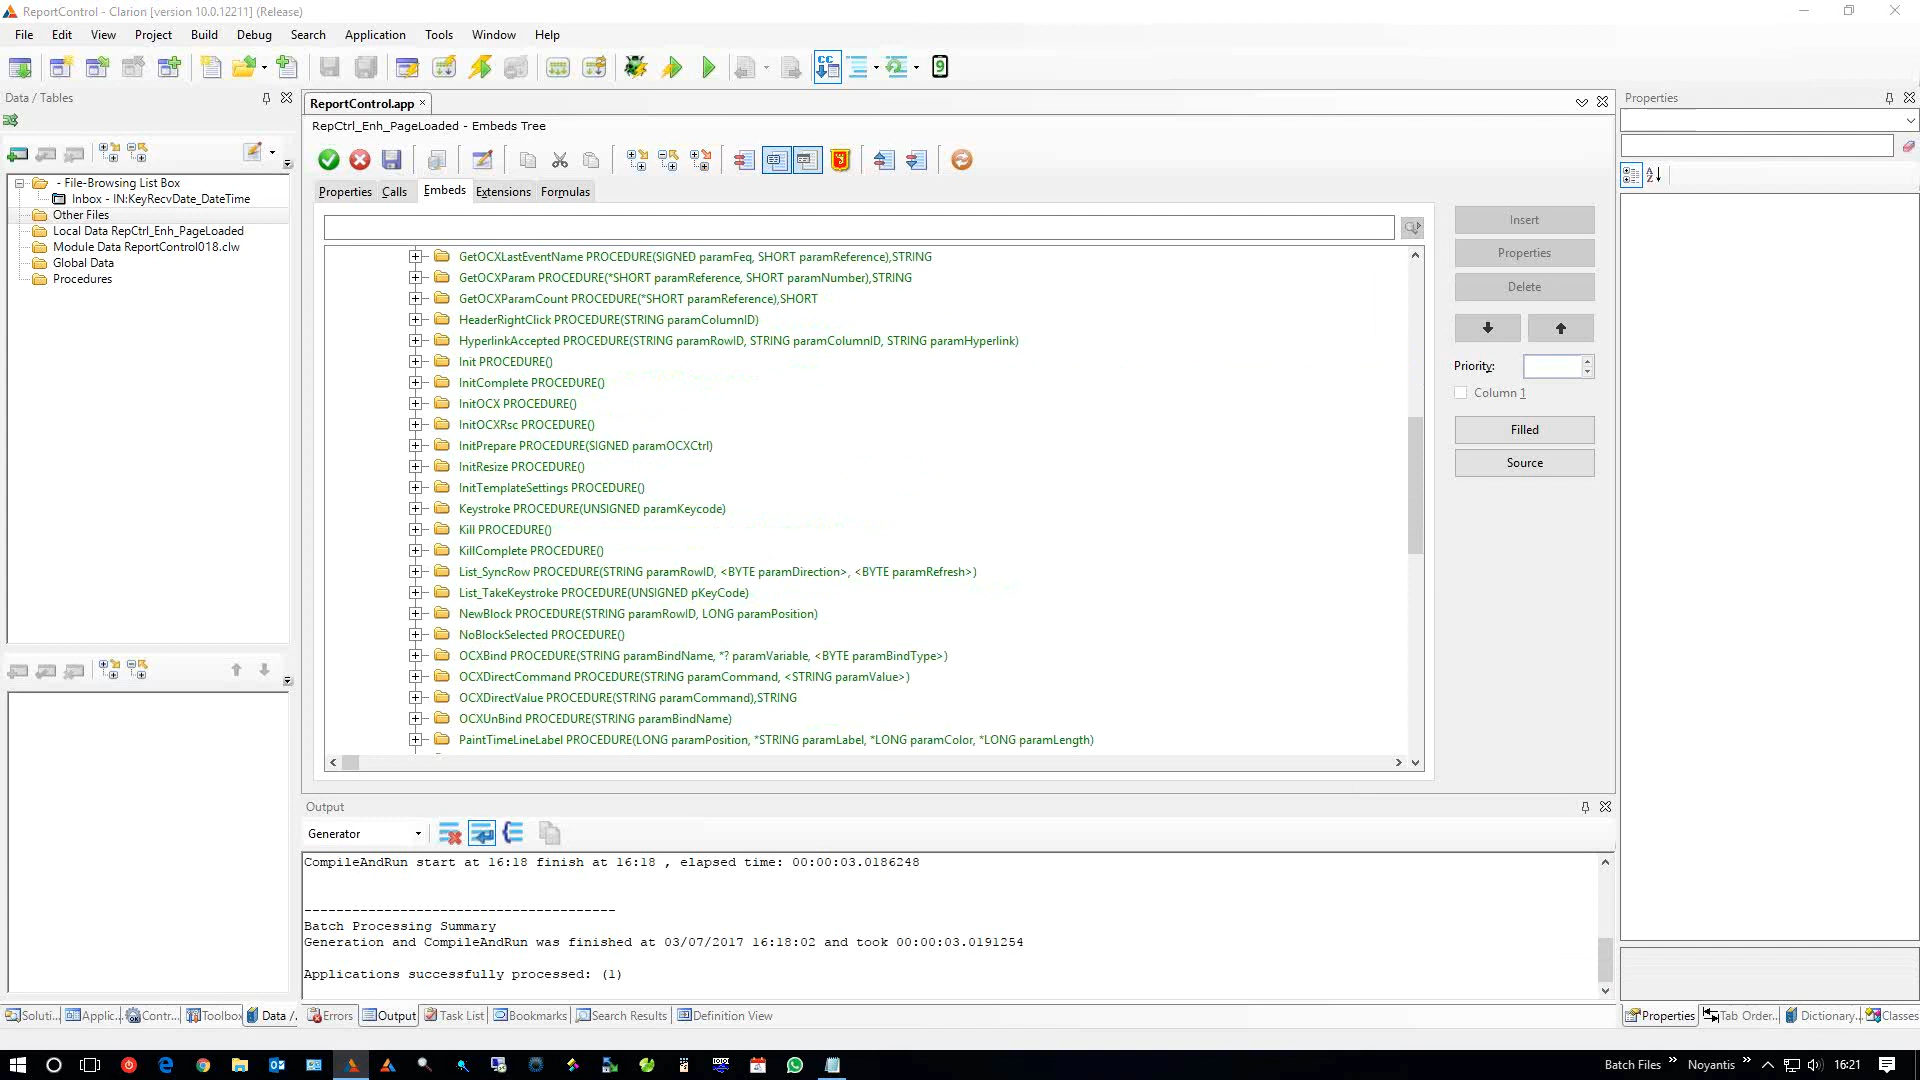 ReportControl - Clarion [version 10.0.12211] (Release)
File Edit View Project Build Debug Search Application Tools Window Help
Data / Tables
- File-Browsing List Box
Inbox - IN:KeyRecvDate_DateTime
Other Files
Local Data RepCtrl_Enh_PageLoaded
Module Data ReportControl018.clw
Global Data
Procedures
ReportControl.app
RepCtrl_Enh_PageLoaded - Embeds Tree
Properties Calls Embeds Extensions Formulas
GetOCXLastEventName PROCEDURE(SIGNED paramFeq, SHORT paramReference),STRING
GetOCXParam PROCEDURE(*SHORT paramReference, SHORT paramNumber),STRING
GetOCXParamCount PROCEDURE(*SHORT paramReference),SHORT
HeaderRightClick PROCEDURE(STRING paramColumnID)
HyperlinkAccepted PROCEDURE(STRING paramRowID, STRING paramColumnID, STRING paramHyperlink)
Init PROCEDURE()
InitComplete PROCEDURE()
InitOCX PROCEDURE()
InitOCXRsc PROCEDURE()
InitPrepare PROCEDURE(SIGNED paramOCXCtrl)
InitResize PROCEDURE()
InitTemplateSettings PROCEDURE()
Keystroke PROCEDURE(UNSIGNED paramKeycode)
Kill PROCEDURE()
KillComplete PROCEDURE()
List_SyncRow PROCEDURE(STRING paramRowID, <BYTE paramDirection>, <BYTE paramRefresh>)
List_TakeKeystroke PROCEDURE(UNSIGNED pKeyCode)
NewBlock PROCEDURE(STRING paramRowID, LONG paramPosition)
NoBlockSelected PROCEDURE()
OCXBind PROCEDURE(STRING paramBindName, *? paramVariable, <BYTE paramBindType>)
OCXDirectCommand PROCEDURE(STRING paramCommand, <STRING paramValue>)
OCXDirectValue PROCEDURE(STRING paramCommand),STRING
OCXUnBind PROCEDURE(STRING paramBindName)
PaintTimeLineLabel PROCEDURE(LONG paramPosition, *STRING paramLabel, *LONG paramColor, *LONG paramLength)
Insert
Properties
Delete
Priority:
Column 1
Filled
Source
Properties
Output
Generator
CompileAndRun start at 16:18 finish at 16:18 , elapsed time: 00:00:03.0186248
---------------------------------------
Batch Processing Summary
Generation and CompileAndRun was finished at 03/07/2017 16:18:02 and took 00:00:03.0191254
Applications successfully processed: (1)
Soluti... Applic... Contr... Toolbox Data /... Errors Output Task List Bookmarks Search Results Definition View Properties Tab Order... Dictionary... Classes
Batch Files Noyantis 16:21